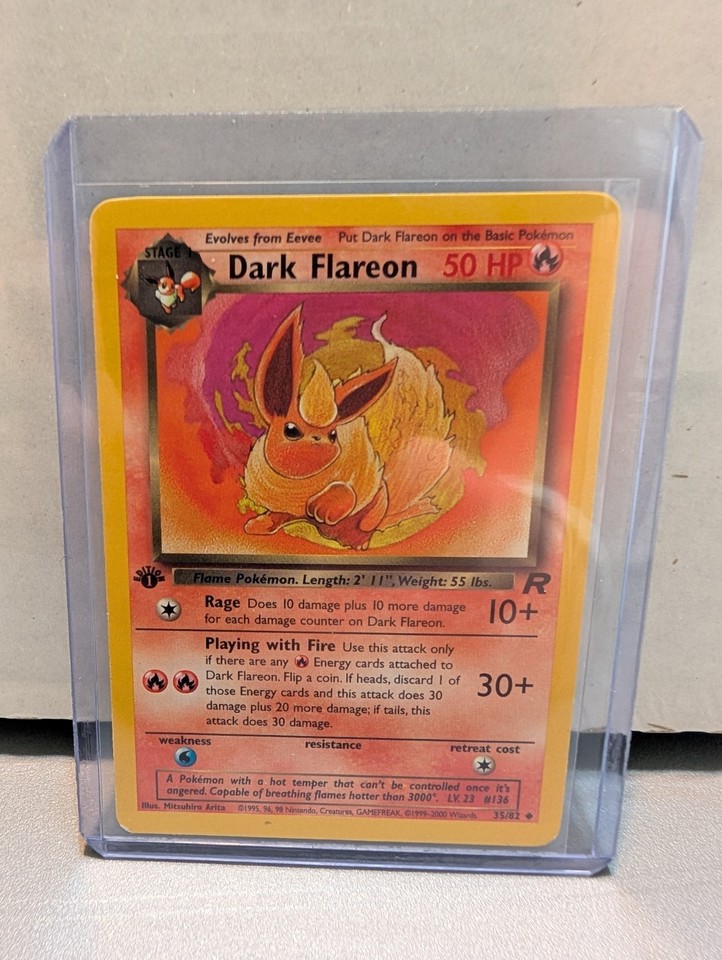 Evolves from Eevee Put Dark Flareon on the Basic Pokémon
STAGE 1
Dark Flareon 50 HP
EDITION
1
Flame Pokémon. Length: 2' 11", Weight: 55 lbs.
R
Rage Does 10 damage plus 10 more damage
for each damage counter on Dark Flareon.
10+
Playing with Fire Use this attack only
if there are any Energy cards attached to
Dark Flareon. Flip a coin. If heads, discard 1 of
those Energy cards and this attack does 30
damage plus 20 more damage; if tails, this
attack does 30 damage.
30+
weakness resistance retreat cost
A Pokémon with a hot temper that can't be controlled once it's
angered. Capable of breathing flames hotter than 3000°. LV. 23 #136
Illus. Mitsuhiro Arita ©1995, 96, 98 Nintendo, Creatures, GAMEFREAK. ©1999-2000 Wizards. 35/82